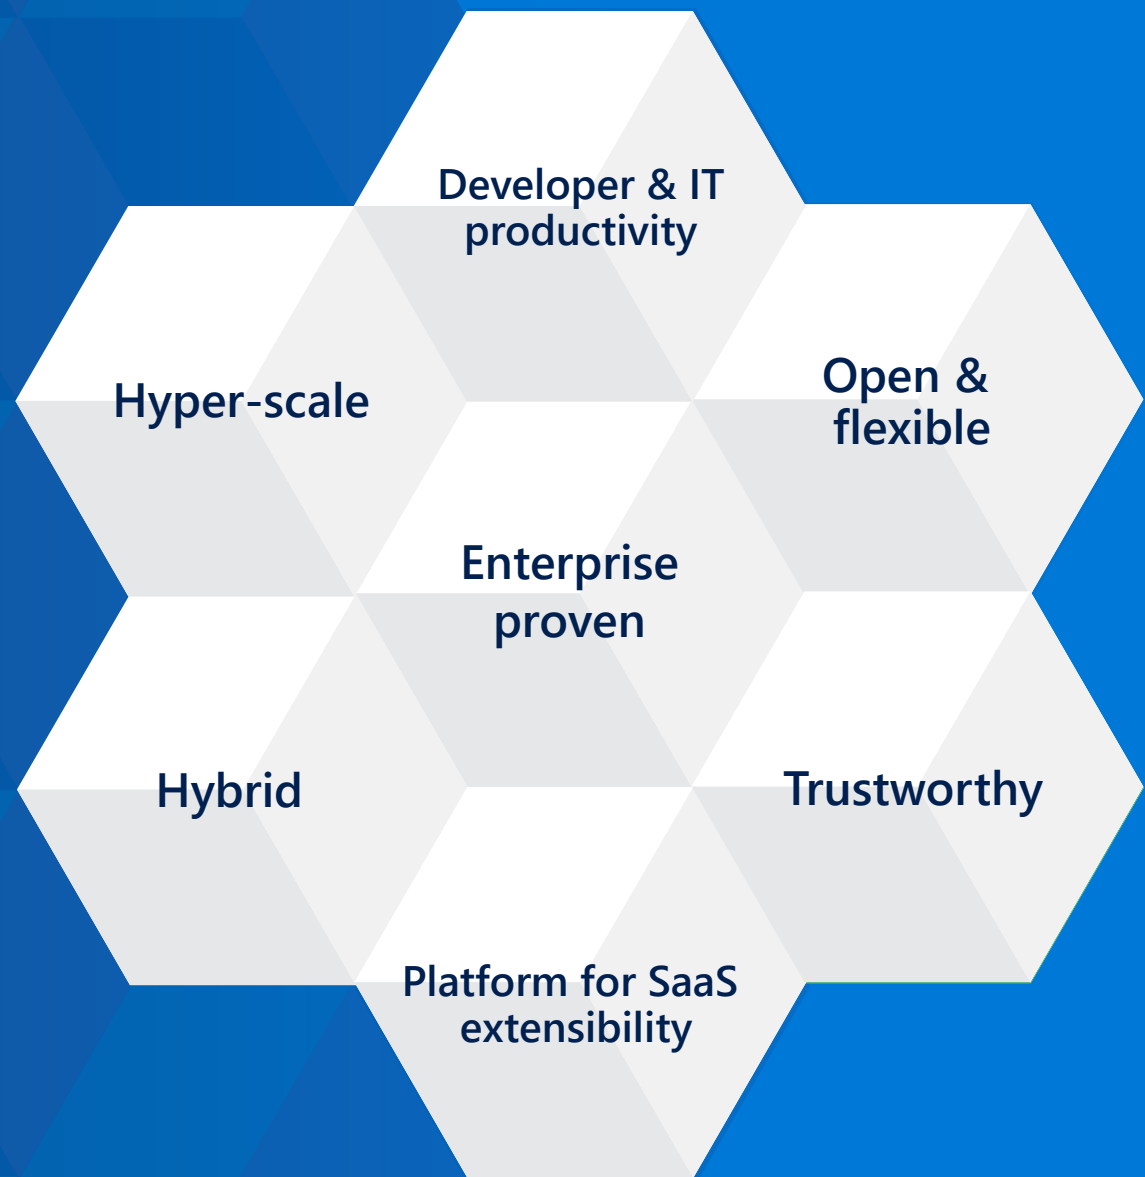 Developer & IT
productivity
Hyper-scale
Open &
flexible
Enterprise
proven
Hybrid
Trustworthy
Platform for SaaS
extensibility